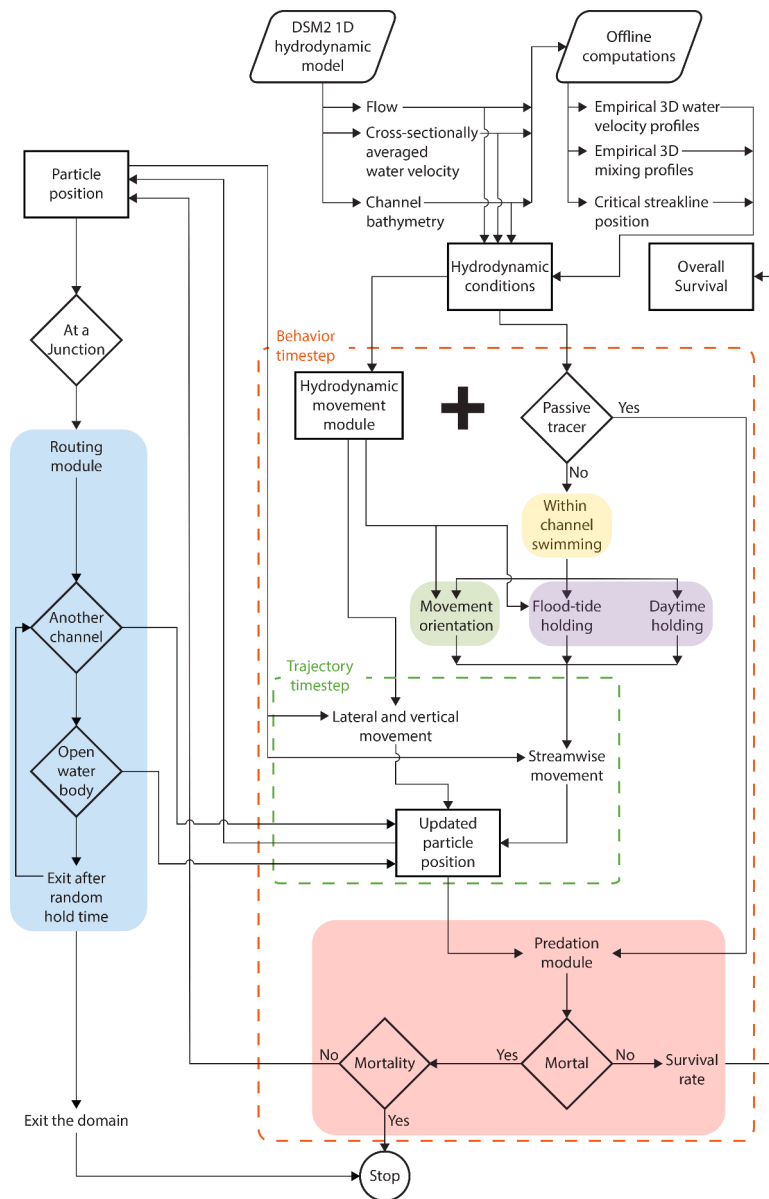 DSM2 1D
hydrodynamic
model
Offline
computations
Flow
Cross-sectionally
averaged
water velocity
Channel
bathymetry
Empirical 3D water
velocity profiles
Empirical 3D
mixing profiles
Critical streakline
position
Particle
position
Hydrodynamic
conditions
Overall
Survival
At a
Junction
Behavior
timestep
Hydrodynamic
movement
module
Passive
tracer
Yes
No
Routing
module
Within
channel
swimming
Another
channel
Movement
orientation
Flood-tide
holding
Daytime
holding
Trajectory
timestep
Lateral and vertical
movement
Streamwise
movement
Open
water
body
Updated
particle
position
Exit after
random
hold time
Predation
module
No
Mortality
Yes
Mortal
No
Survival
rate
Yes
Exit the domain
Stop